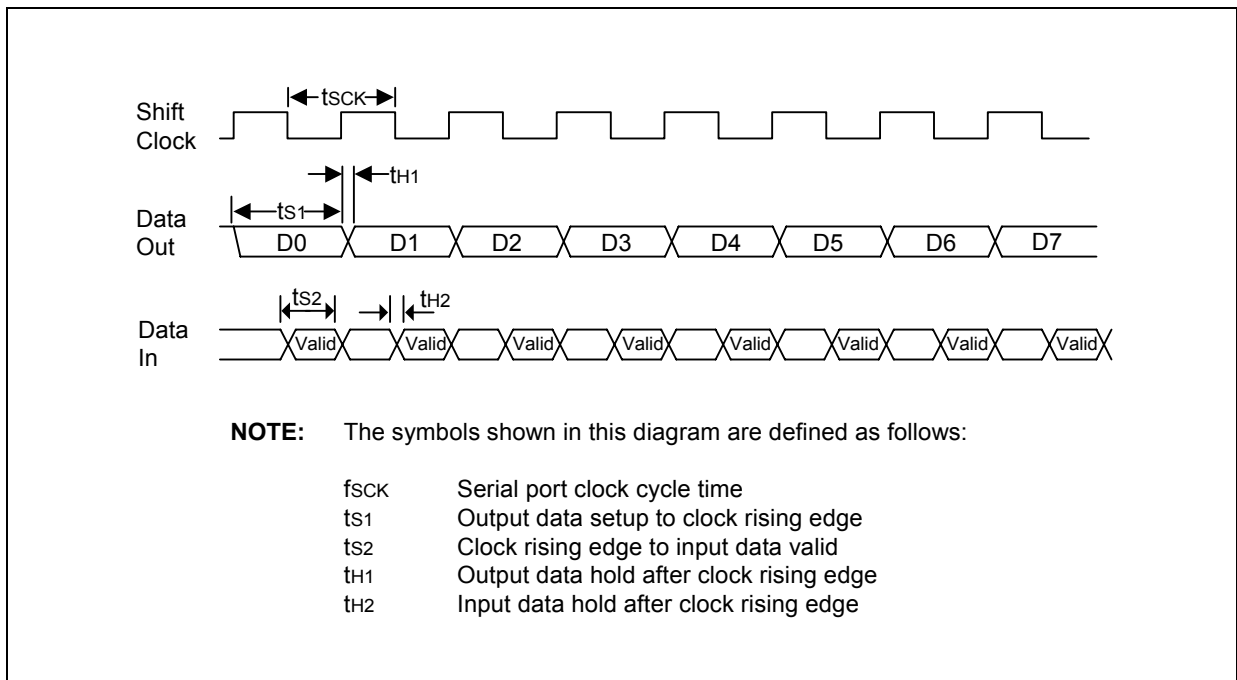 tSCK
Shift
Clock
tH1
tS1
Data
Out
D0 D1 D2 D3 D4 D5 D6 D7
tS2 tH2
Data
In
Valid Valid Valid Valid Valid Valid Valid Valid
NOTE: The symbols shown in this diagram are defined as follows:
fSCK Serial port clock cycle time
tS1 Output data setup to clock rising edge
tS2 Clock rising edge to input data valid
tH1 Output data hold after clock rising edge
tH2 Input data hold after clock rising edge